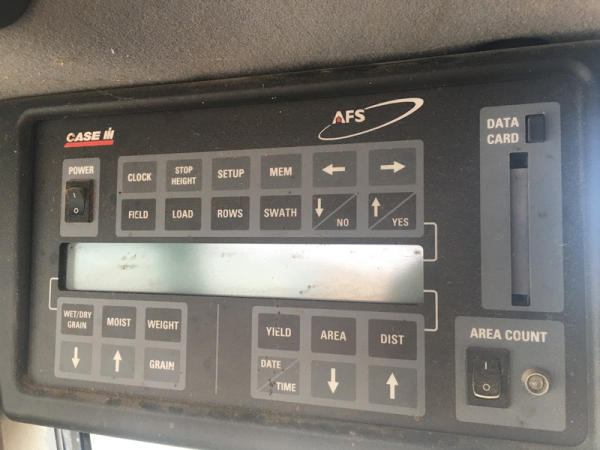 CASE IH
AFS
POWER
CLOCK
STOP
HEIGHT
SETUP
MEM
←
→
FIELD
LOAD
ROWS
SWATH
↓ NO
↑ YES
DATA
CARD
WET/DRY
GRAIN
MOIST
WEIGHT
↓
↑
GRAIN
YIELD
AREA
DIST
DATE
TIME
↓
↑
AREA COUNT